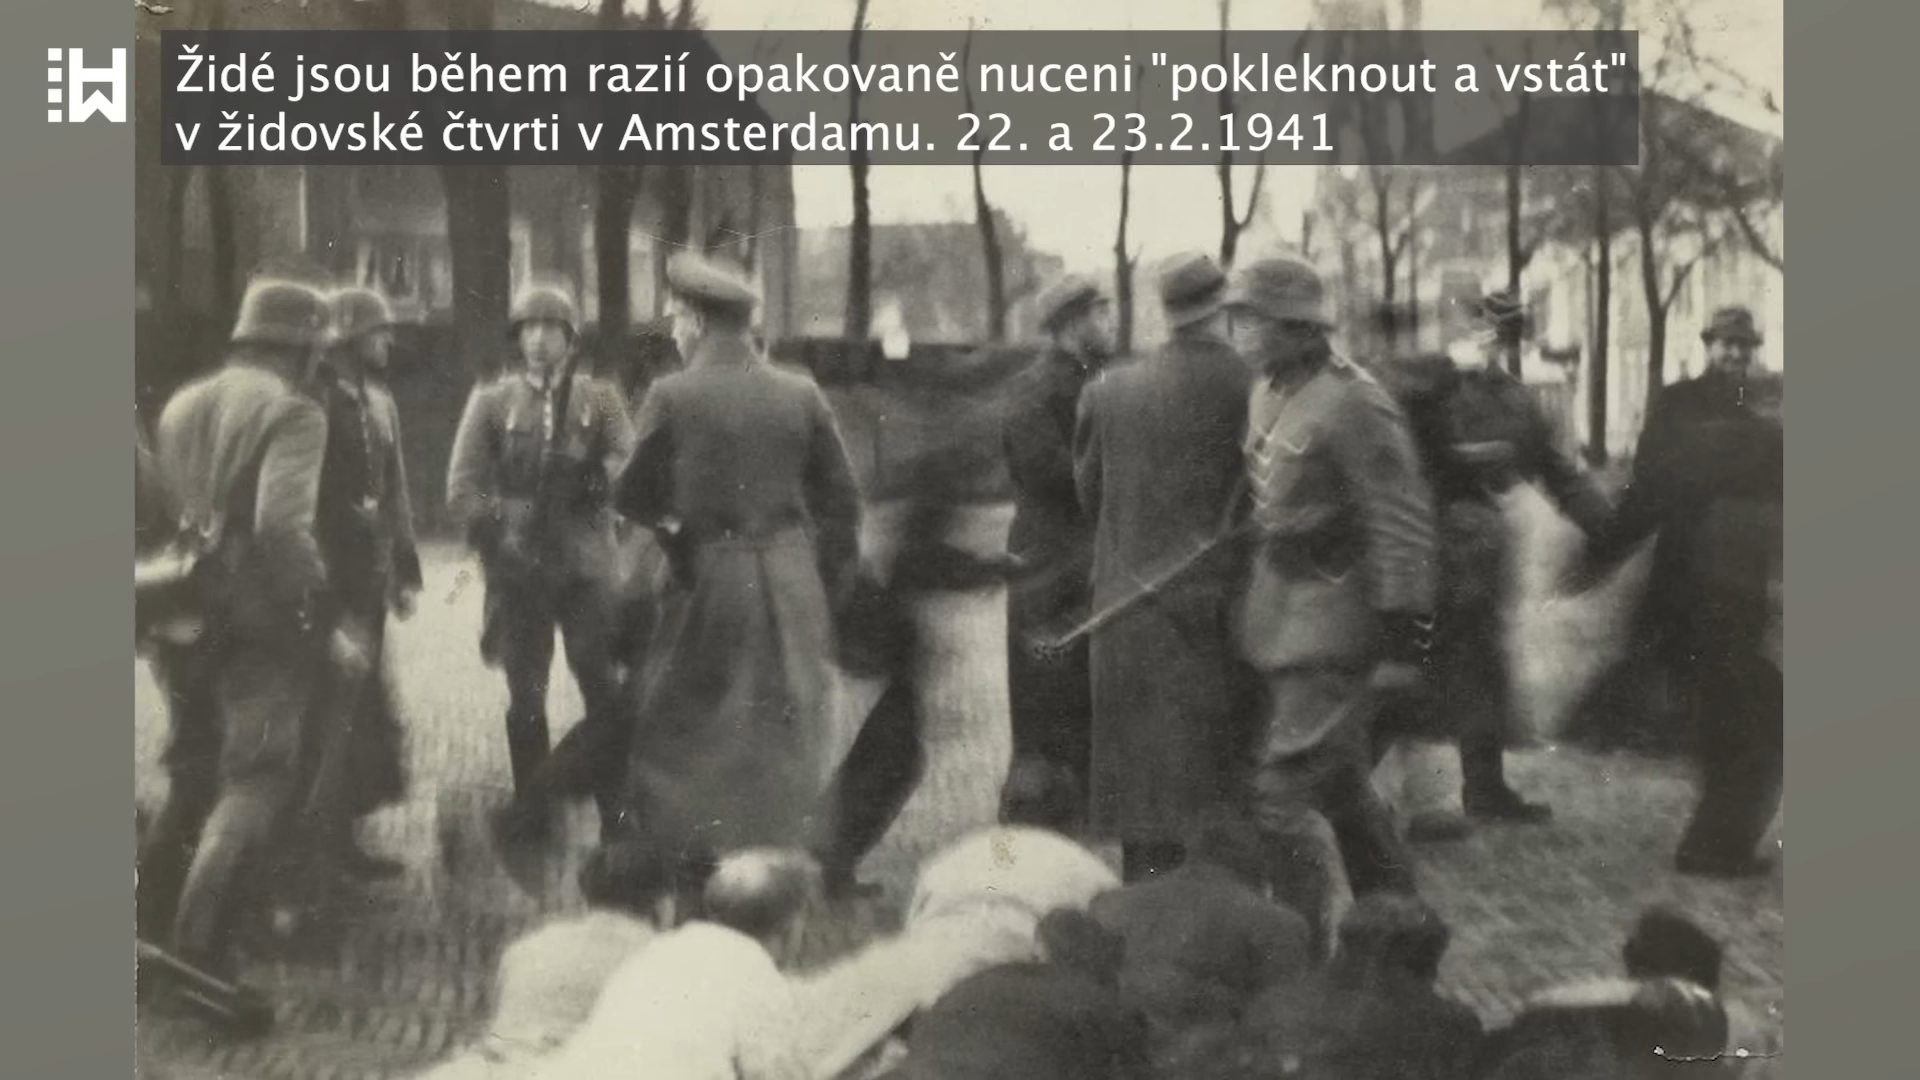 Židé jsou během razií opakovaně nuceni "pokleknout a vstát"
v židovské čtvrti v Amsterdamu. 22. a 23.2.1941